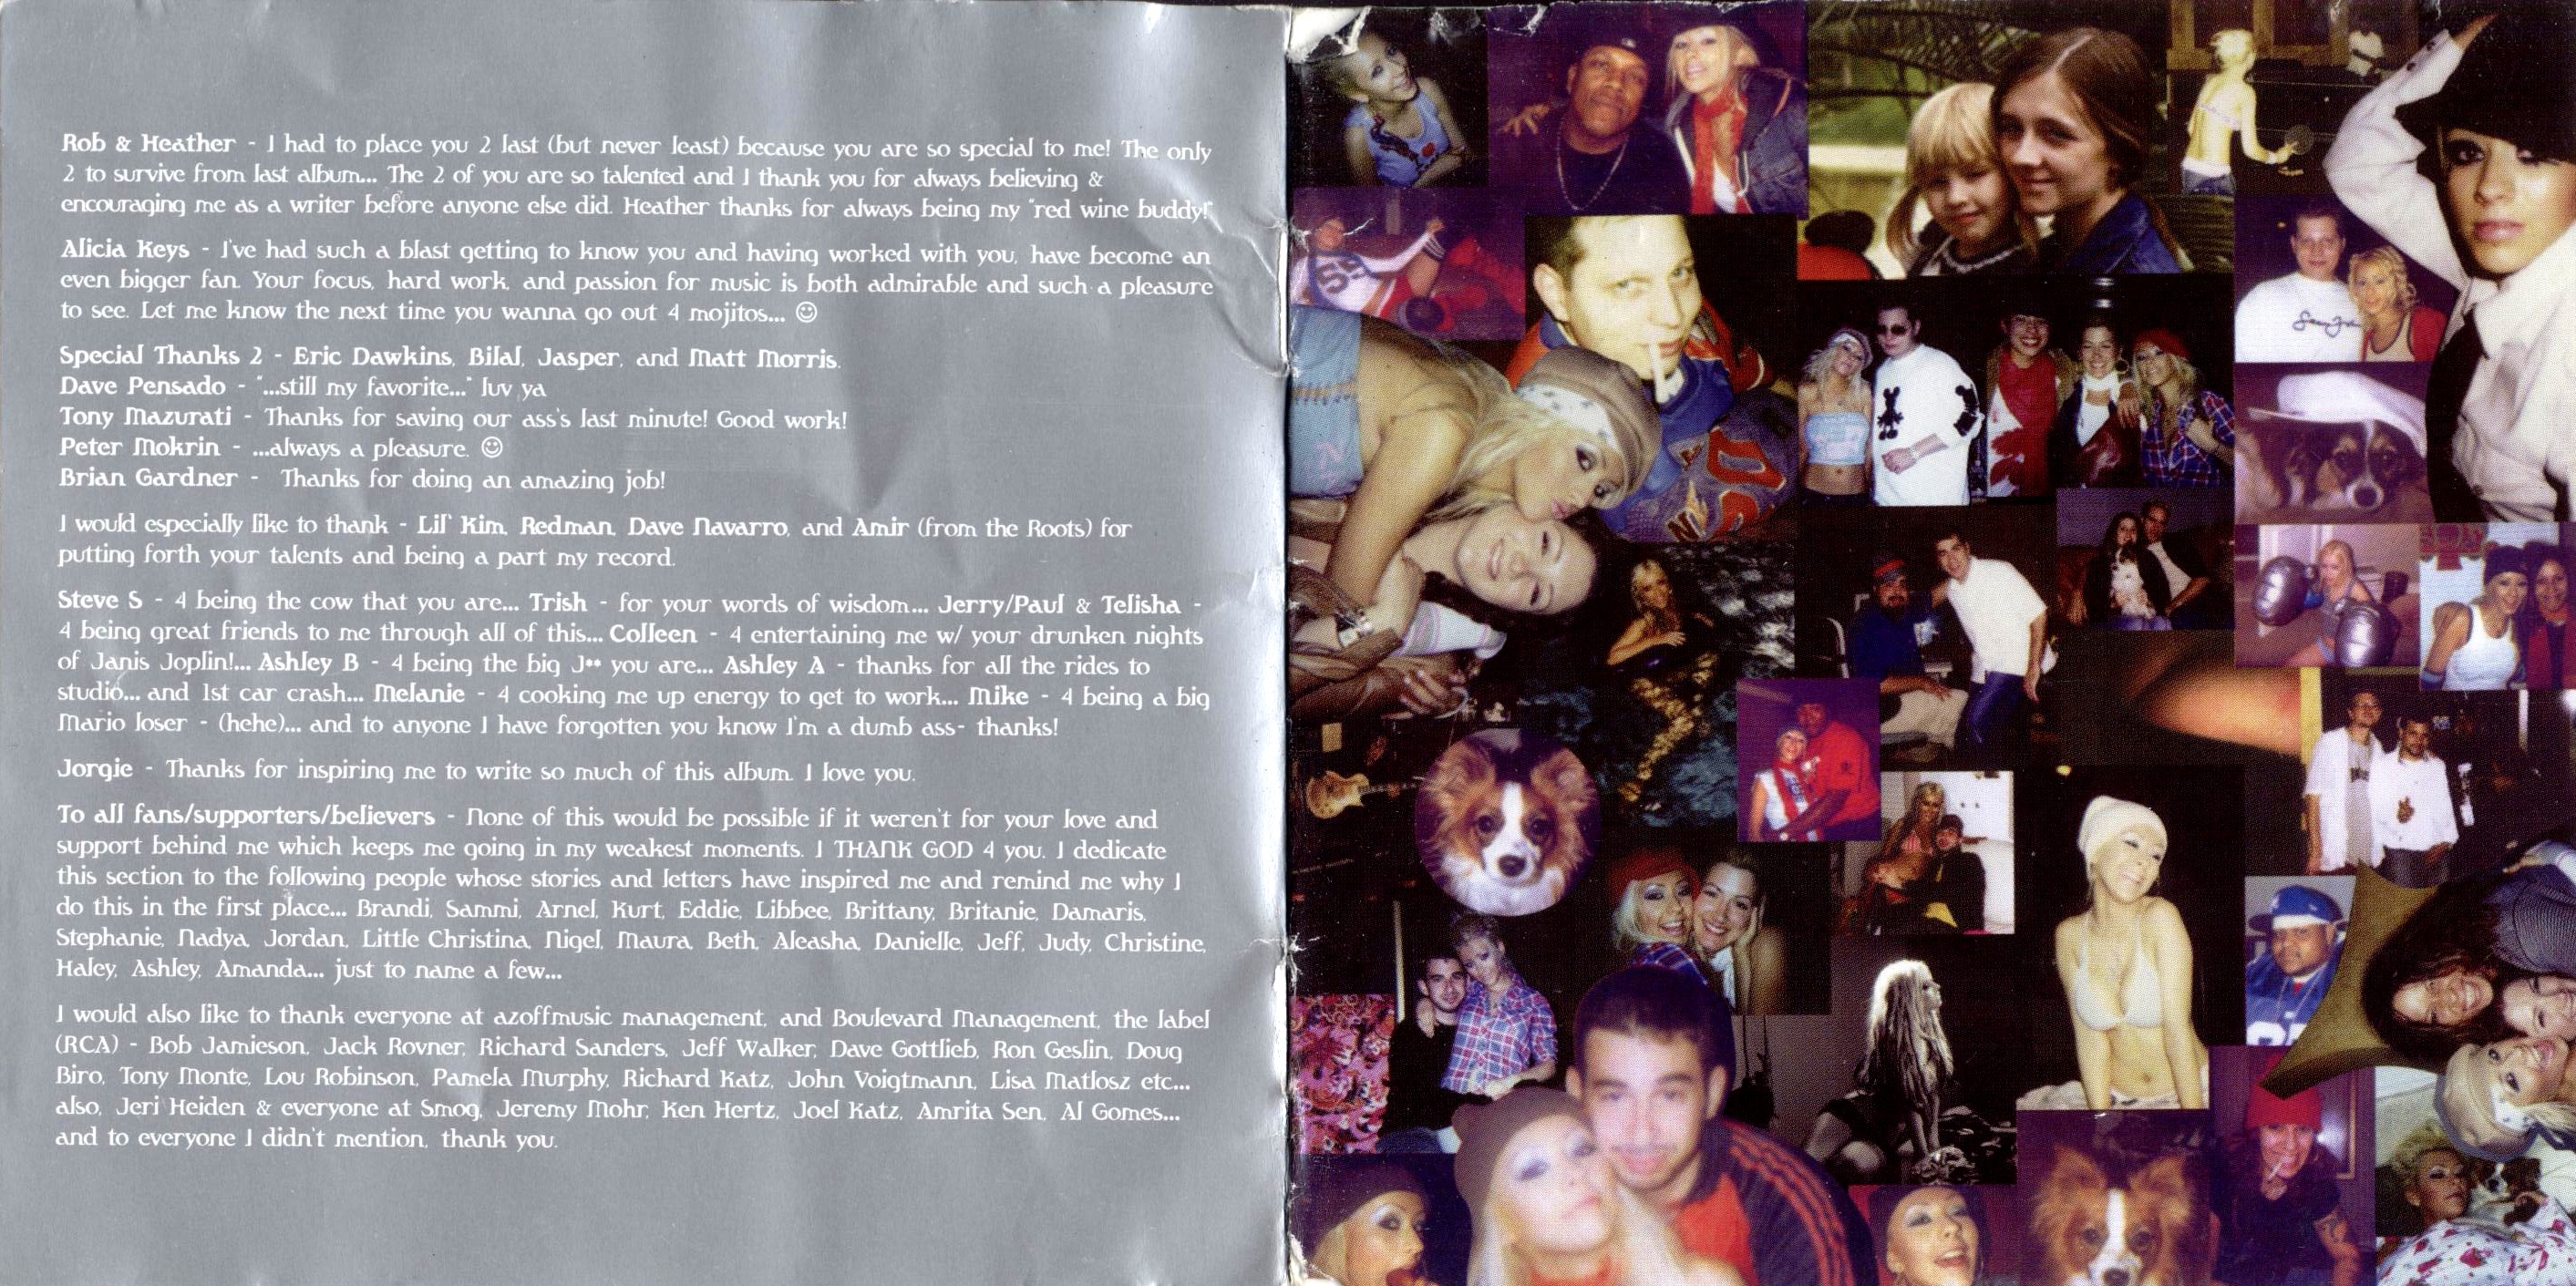 Rob & Heather - I had to place you 2 last (but never least) because you are so special to me! The only
2 to survive from last album... The 2 of you are so talented and I thank you for always believing &
encouraging me as a writer before anyone else did. Heather thanks for always being my "red wine buddy!"
Alicia Keys - I've had such a blast getting to know you and having worked with you, have become an
even bigger fan. Your focus, hard work, and passion for music is both admirable and such a pleasure
to see. Let me know the next time you wanna go out 4 mojitos... ☺
Special Thanks 2 - Eric Dawkins, Bilal, Jasper, and Matt Morris.
Dave Pensado - "...still my favorite..." luv ya
Tony Mazurati - Thanks for saving our ass's last minute! Good work!
Peter Mokrin - ...always a pleasure. ☺
Brian Gardner - Thanks for doing an amazing job!
I would especially like to thank - Lil' Kim, Redman, Dave Navarro, and Amir (from the Roots) for
putting forth your talents and being a part my record.
Steve S - 4 being the cow that you are... Trish - for your words of wisdom... Jerry/Paul & Telisha -
4 being great friends to me through all of this... Colleen - 4 entertaining me w/ your drunken nights
of Janis Joplin!... Ashley B - 4 being the big J** you are... Ashley A - thanks for all the rides to
studio... and 1st car crash... Melanie - 4 cooking me up energy to get to work... Mike - 4 being a big
Mario loser - (hehe)... and to anyone I have forgotten you know I'm a dumb ass- thanks!
Jorgie - Thanks for inspiring me to write so much of this album. I love you.
To all fans/supporters/believers - None of this would be possible if it weren't for your love and
support behind me which keeps me going in my weakest moments. I THANK GOD 4 you. I dedicate
this section to the following people whose stories and letters have inspired me and remind me why I
do this in the first place... Brandi, Sammi, Arnel, Kurt, Eddie, Libbee, Brittany, Britanie, Damaris,
Stephanie, Nadya, Jordan, Little Christina, Nigel, Maura, Beth, Aleasha, Danielle, Jeff, Judy, Christine,
Haley, Ashley, Amanda... just to name a few...
I would also like to thank everyone at azoffmusic management, and Boulevard Management, the label
(RCA) - Bob Jamieson, Jack Rovner, Richard Sanders, Jeff Walker, Dave Gottlieb, Ron Geslin, Doug
Biro, Tony Monte, Lou Robinson, Pamela Murphy, Richard Katz, John Voigtmann, Lisa Matlosz etc...
also, Jeri Heiden & everyone at Smog, Jeremy Mohr, Ken Hertz, Joel Katz, Amrita Sen, Al Gomes...
and to everyone I didn't mention, thank you.